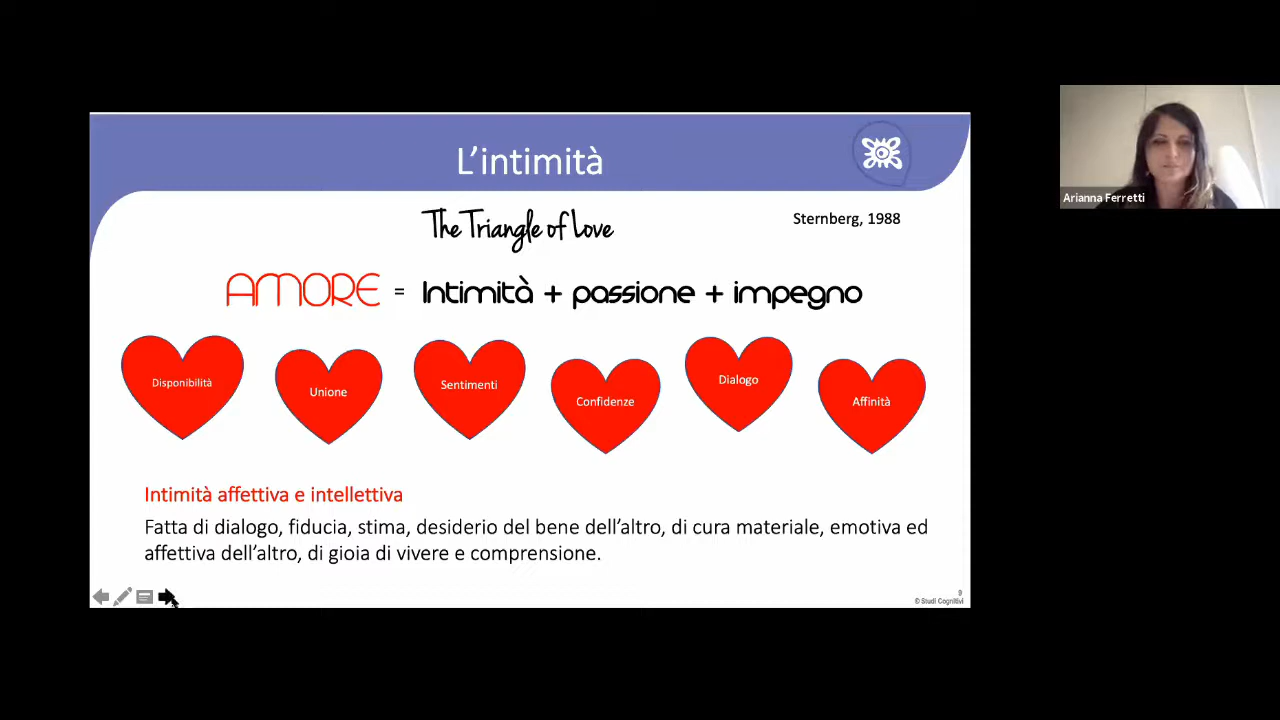 L'intimità
The Triangle of Love
Sternberg, 1988
AMORE = Intimità + passione + impegno
Disponibilità
Unione
Sentimenti
Confidenze
Dialogo
Affinità
Intimità affettiva e intellettiva
Fatta di dialogo, fiducia, stima, desiderio del bene dell'altro, di cura materiale, emotiva ed
affettiva dell'altro, di gioia di vivere e comprensione.
9
© Studi Cognitivi
Arianna Ferretti